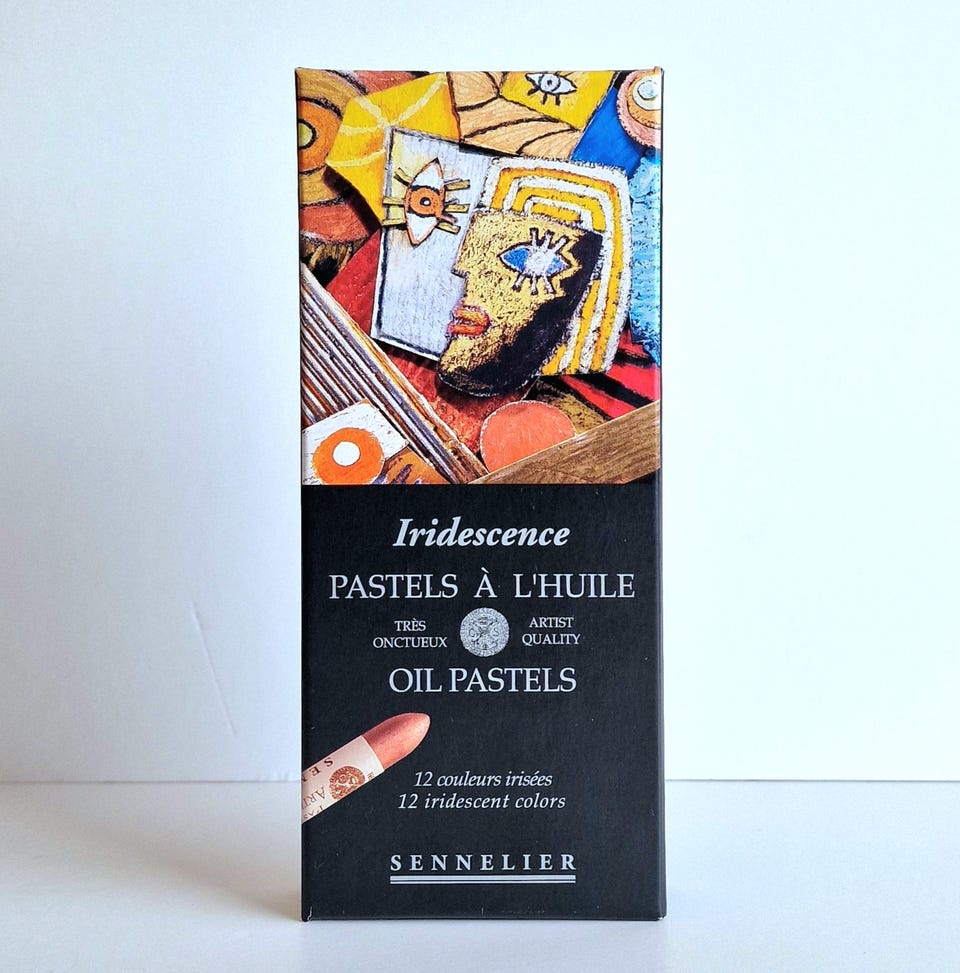 Iridescence
PASTELS À L'HUILE
TRÈS
ONCTUEUX
ARTIST
QUALITY
OIL PASTELS
12 couleurs irisées
12 iridescent colors
SENNELIER